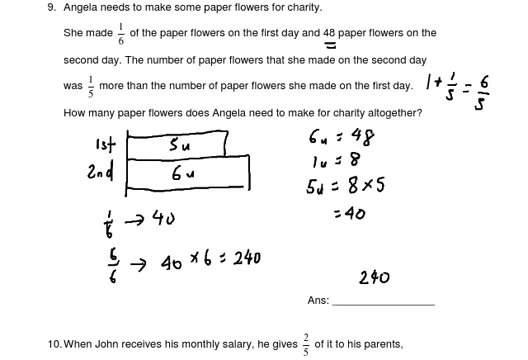 9. Angela needs to make some paper flowers for charity.
She made 1/6 of the paper flowers on the first day and 48 paper flowers on the
second day. The number of paper flowers that she made on the second day
was 1/5 more than the number of paper flowers she made on the first day. 1 + 1/5 = 6/5
How many paper flowers does Angela need to make for charity altogether?
1st 5u
2nd 6u
6u = 48
1u = 8
5u = 8 × 5
= 40
1/6 → 40
6/6 → 40 × 6 = 240
240
Ans: ____________________
10. When John receives his monthly salary, he gives 2/5 of it to his parents,